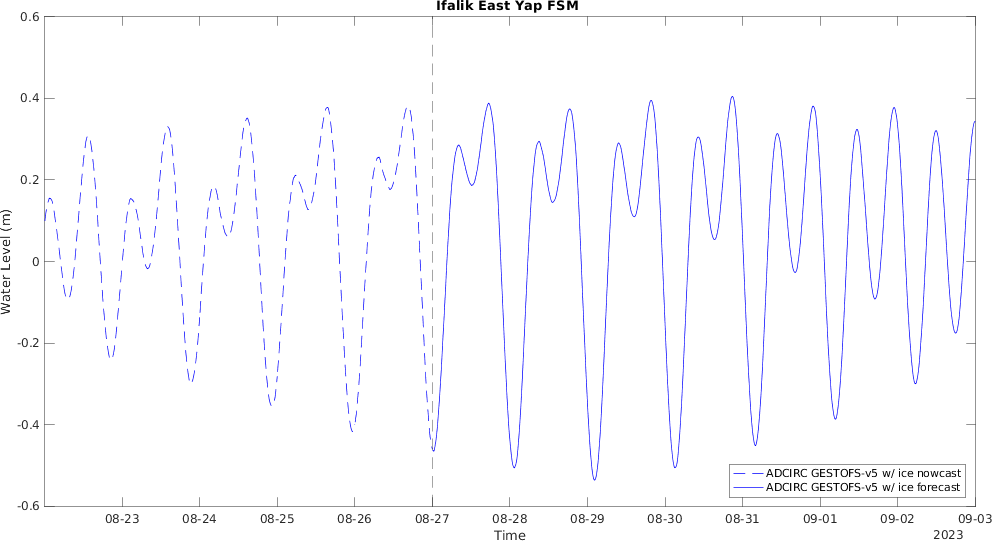 Ifalik East Yap FSM
0.6
0.4
0.2
0
-0.2
-0.4
-0.6
Water Level (m)
ADCIRC GESTOFS-v5 w/ ice nowcast
ADCIRC GESTOFS-v5 w/ ice forecast
08-23 08-24 08-25 08-26 08-27 08-28 08-29 08-30 08-31 09-01 09-02 09-03
Time
2023